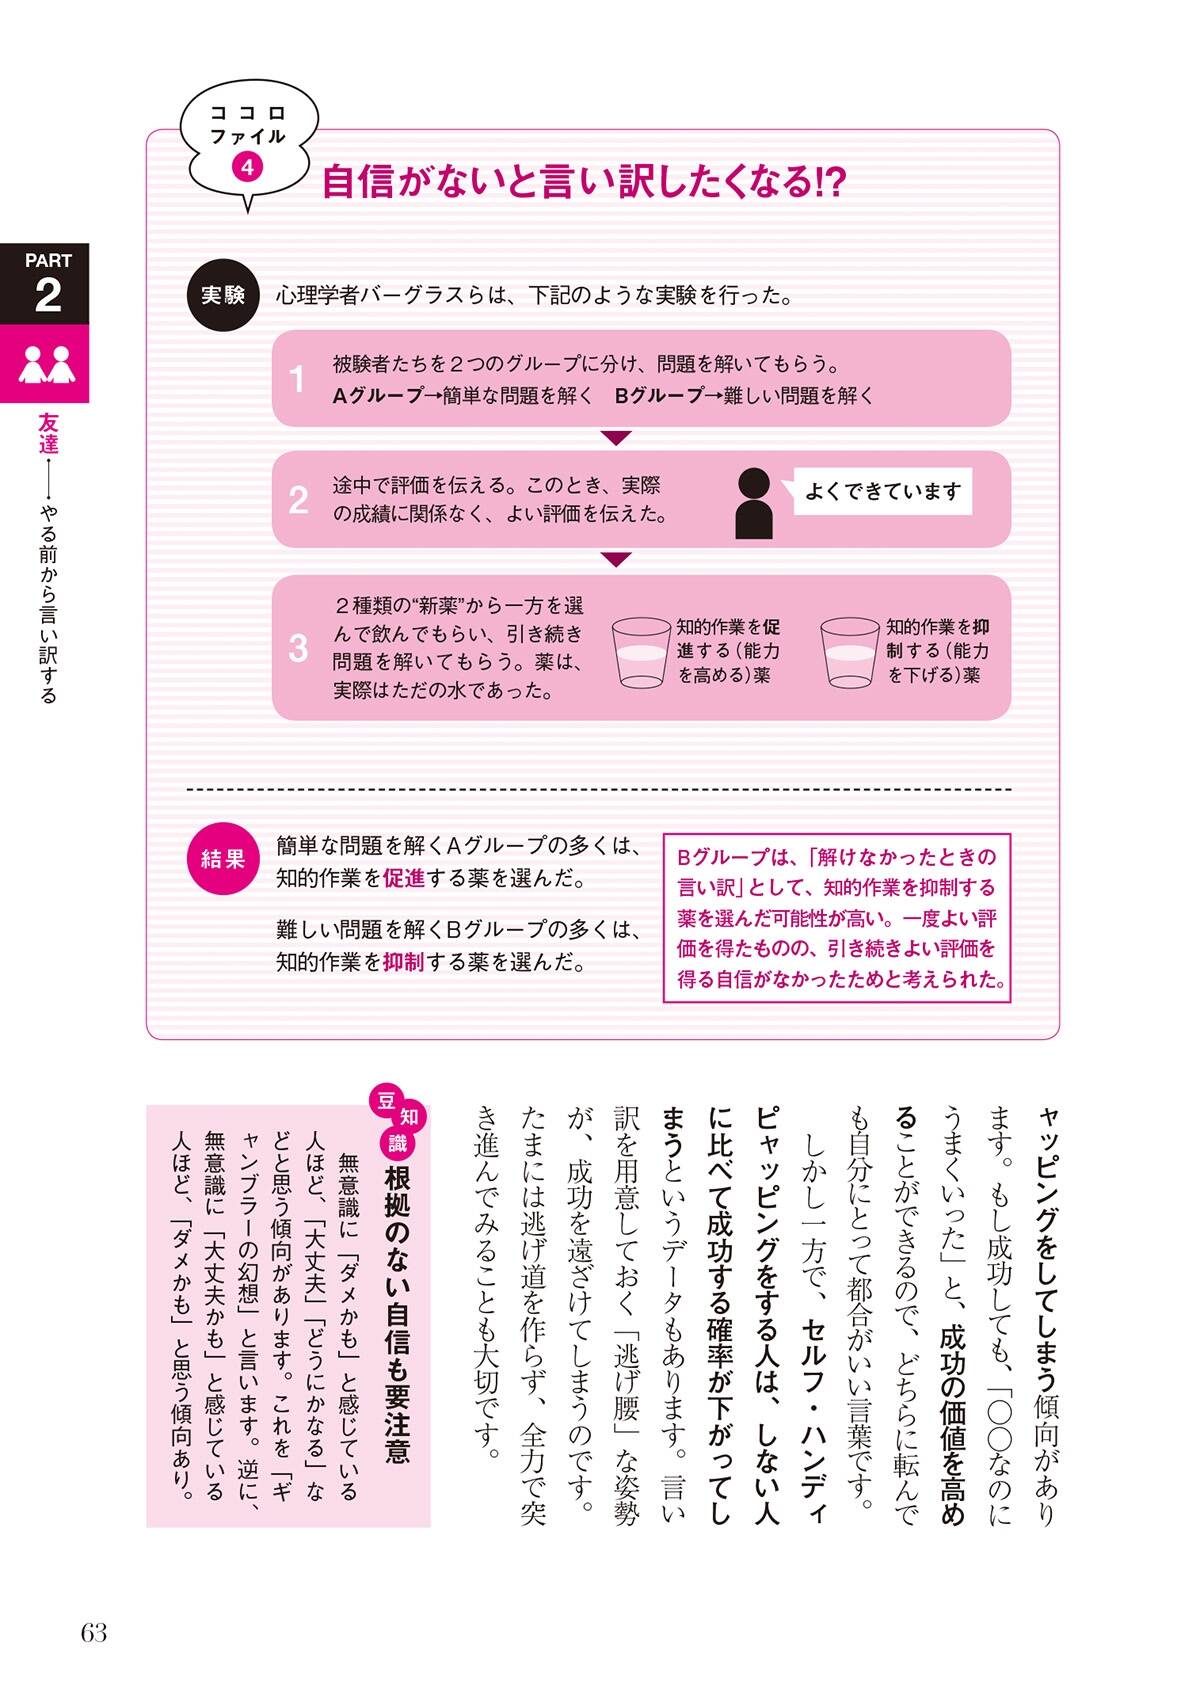 ココロ
ファイル
4
自信がないと言い訳したくなる!?
PART
2
友達――やる前から言い訳する
実験
心理学者バーグラスらは、下記のような実験を行った。
1
被験者たちを２つのグループに分け、問題を解いてもらう。
Aグループ→簡単な問題を解く　Bグループ→難しい問題を解く
2
途中で評価を伝える。このとき、実際
の成績に関係なく、よい評価を伝えた。
よくできています
3
２種類の“新薬”から一方を選
んで飲んでもらい、引き続き
問題を解いてもらう。薬は、
実際はただの水であった。
知的作業を促
進する（能力
を高める）薬
知的作業を抑
制する（能力
を下げる）薬
結果
簡単な問題を解くAグループの多くは、
知的作業を促進する薬を選んだ。
難しい問題を解くBグループの多くは、
知的作業を抑制する薬を選んだ。
Bグループは、「解けなかったときの
言い訳」として、知的作業を抑制する
薬を選んだ可能性が高い。一度よい評
価を得たものの、引き続きよい評価を
得る自信がなかったためと考えられた。
ャッピングをしてしまう傾向があり
ます。もし成功しても、「〇〇なのに
うまくいった」と、成功の価値を高め
ることができるので、どちらに転んで
も自分にとって都合がいい言葉です。
しかし一方で、セルフ・ハンディ
ピャッピングをする人は、しない人
に比べて成功する確率が下がってし
まうというデータもあります。言い
訳を用意しておく「逃げ腰」な姿勢
が、成功を遠ざけてしまうのです。
たまには逃げ道を作らず、全力で突
き進んでみることも大切です。
豆知識
根拠のない自信も要注意
無意識に「ダメかも」と感じている
人ほど、「大丈夫」「どうにかなる」な
どと思う傾向があります。これを「ギ
ャンブラーの幻想」と言います。逆に、
無意識に「大丈夫かも」と感じている
人ほど、「ダメかも」と思う傾向あり。
63